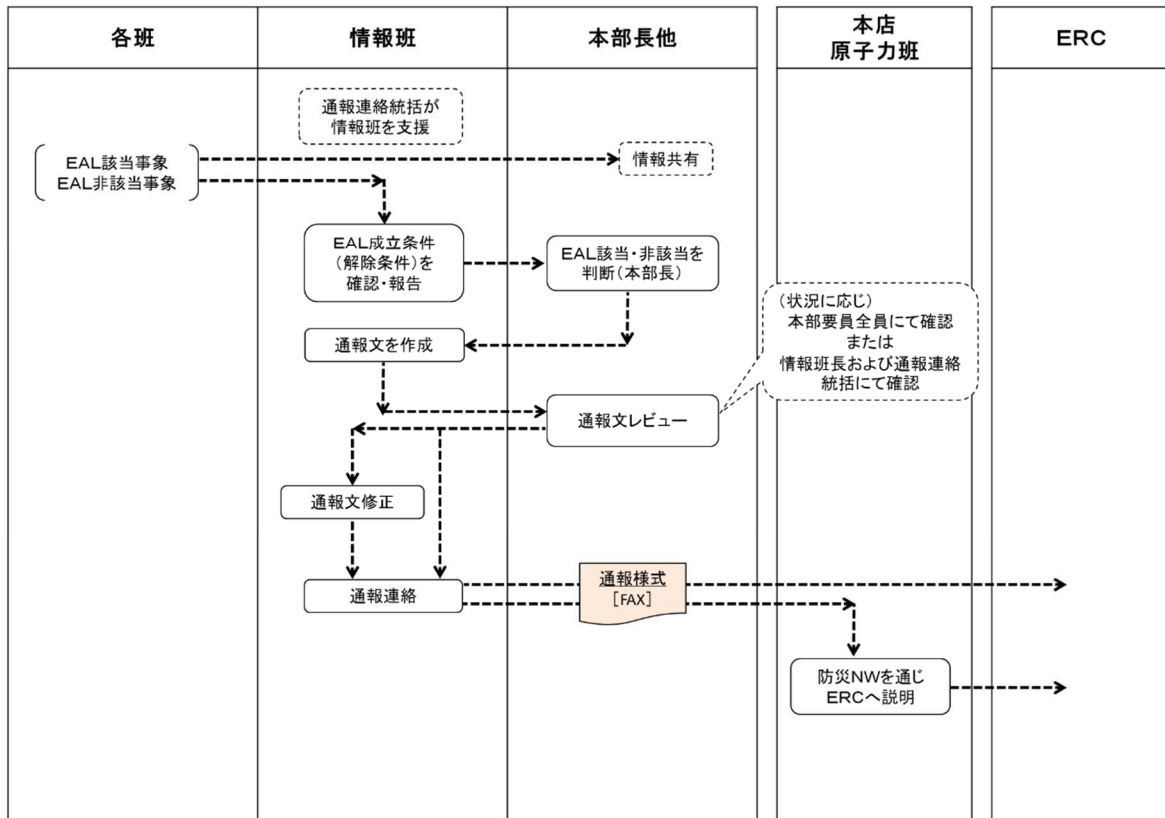 各班
情報班
本部長他
本店
原子力班
ERC
通報連絡統括が
情報班を支援
EAL該当事象
EAL非該当事象
情報共有
EAL成立条件
（解除条件）を
確認・報告
EAL該当・非該当を
判断（本部長）
（状況に応じ）
本部要員全員にて確認
または
情報班長および通報連絡
統括にて確認
通報文を作成
通報文レビュー
通報文修正
通報連絡
通報様式
［FAX］
防災NWを通じ
ERCへ説明